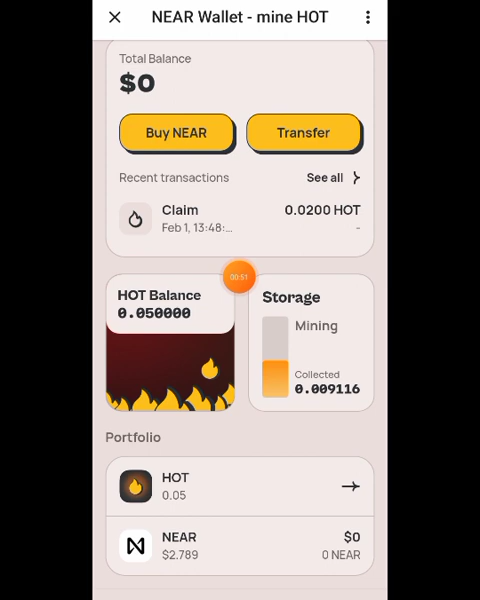 NEAR Wallet - mine HOT
Total Balance
$0
Buy NEAR
Transfer
Recent transactions
See all
Claim
0.0200 HOT
Feb 1, 13:48:...
-
00:51
HOT Balance
0.050000
Storage
Mining
Collected
0.009116
Portfolio
HOT
0.05
NEAR
$0
$2.789
0 NEAR